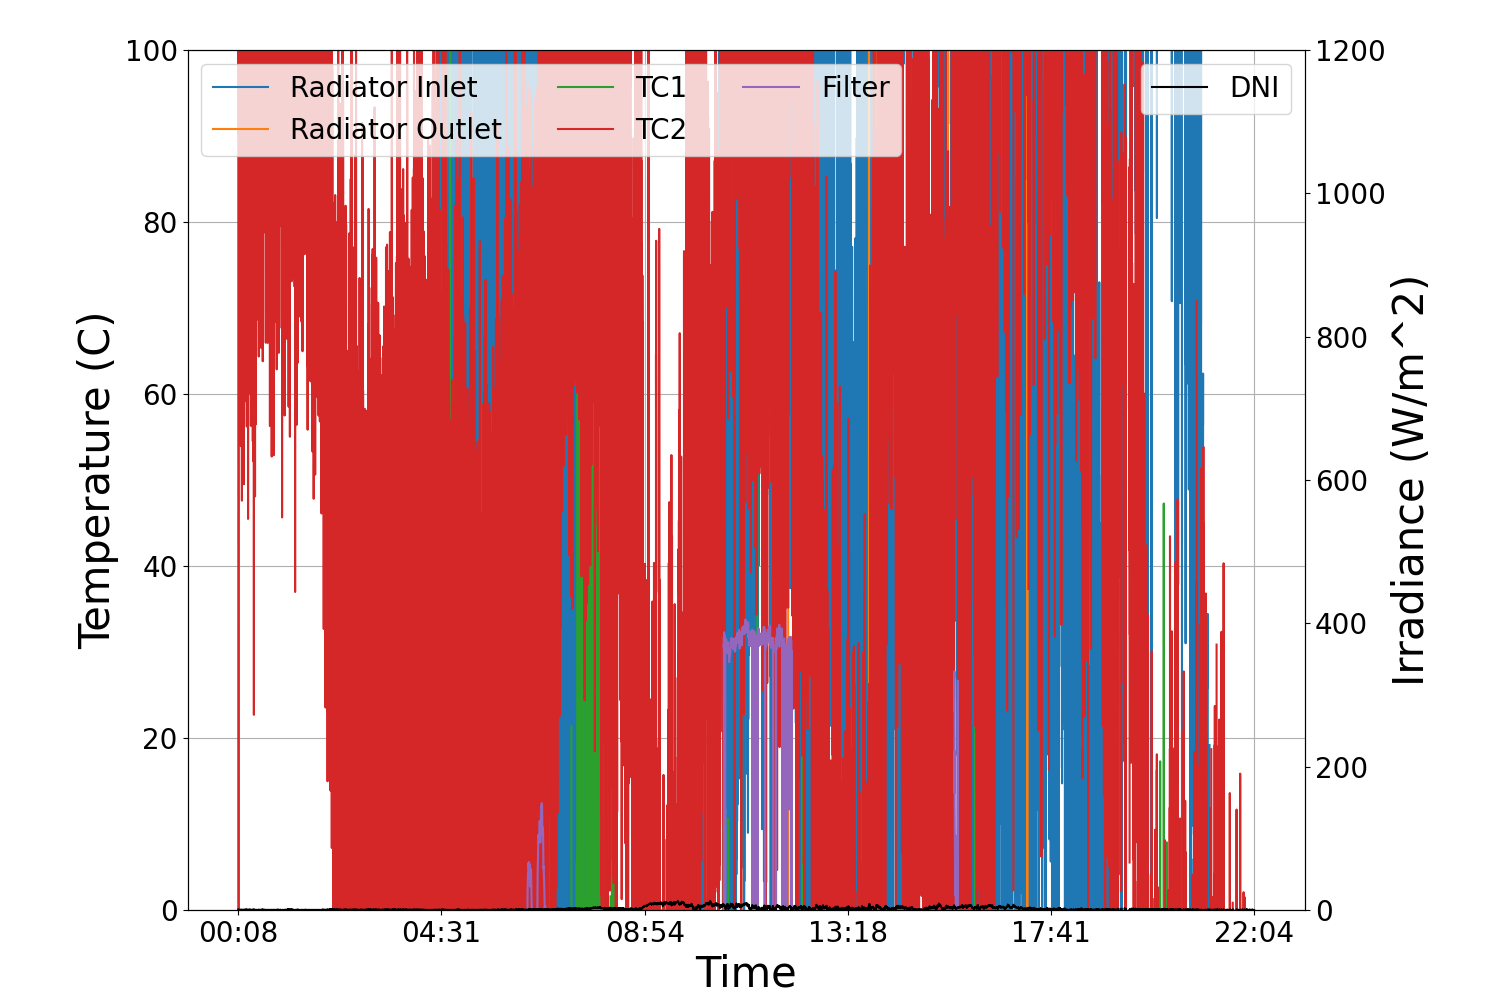 100
80
60
40
20
0
Temperature (C)
Radiator Inlet
Radiator Outlet
TC1
TC2
Filter
DNI
1200
1000
800
600
400
200
0
Irradiance (W/m^2)
00:08 04:31 08:54 13:18 17:41 22:04
Time